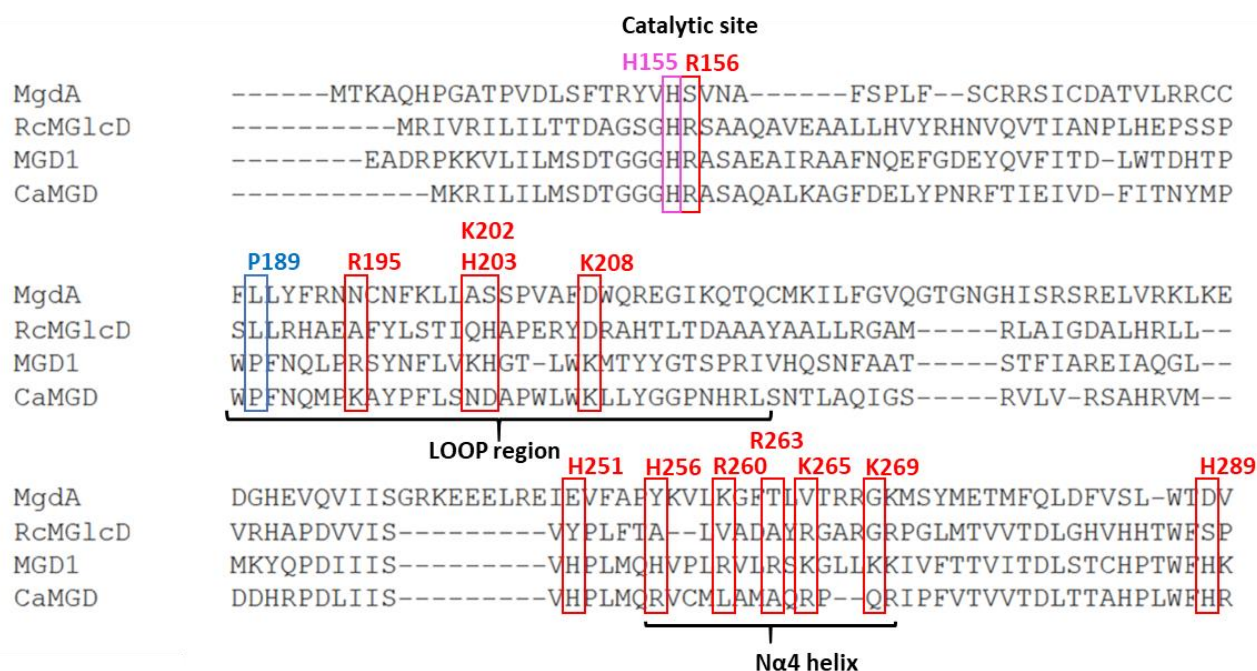 Catalytic site
H155 R156
MgdA ------MTKAQHPGATPVDLSFTRYVHSVNA------FSPLF--SCRRSICDATVLRRCC
RcMGlcD ----------MRIVRILILTTDAGSGHRSAAQAVEAALLHVYRHNVQVTIANPLHEPSSP
MGD1 --------EADRPKKVLILMSDTGGGHRASAEAIRAAFNQEFGDEYQVFITD-LWTDHTP
CaMGD ------------MKRILILMSDTGGGHRASAQALKAGFDELYPNRFTIEIVD-FITNYMP
K202
P189 R195 H203 K208
MgdA FLLYFRNNCNFKLLASSPVAFDWQREGIKQTQCMKILFGVQGTGNGHISRSRELVRKLKE
RcMGlcD SLLRHAEAFYLSTIQHAPERYDRAHTLTDAAAYAALLRGAM-----RLAIGDALHRLL--
MGD1 WPFNQLPRSYNFLVKHGT-LWKMTYYGTSPRIVHQSNFAAT-----STFIAREIAQGL--
CaMGD WPFNQMPKAYPFLSNDAPWLWKLLYGGPNHRLSNTLAQIGS-----RVLV-RSAHRVM--
LOOP region
R263
H251 H256 R260 K265 K269 H289
MgdA DGHEVQVIISGRKEEELREIEVFAPYKVLKGFTLVTRRGKMSYMETMFQLDFVSL-WTDV
RcMGlcD VRHAPDVVIS---------VYPLFTA--LVADAYRGARGRPGLMTVVTDLGHVHHTWFSP
MGD1 MKYQPDIIIS---------VHPLMQHVPLRVLRSKGLLKKIVFTTVITDLSTCHPTWFHK
CaMGD DDHRPDLIIS---------VHPLMQRVCMLAMAQRP--QRIPFVTVVTDLTTAHPLWFHR
Nα4 helix